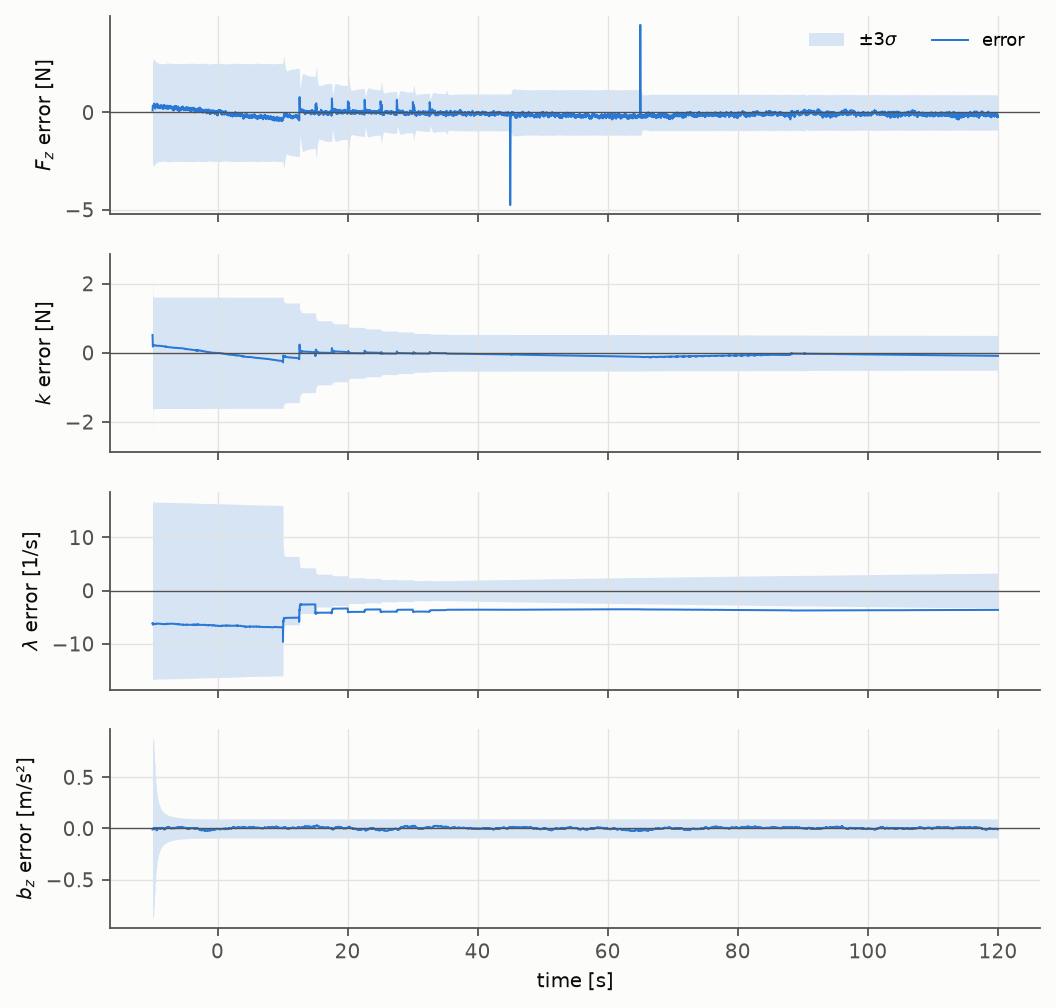 ±3σ error
F_z error [N]
0
−5
k error [N]
2
0
−2
λ error [1/s]
10
0
−10
b_z error [m/s²]
0.5
0.0
−0.5
0 20 40 60 80 100 120
time [s]